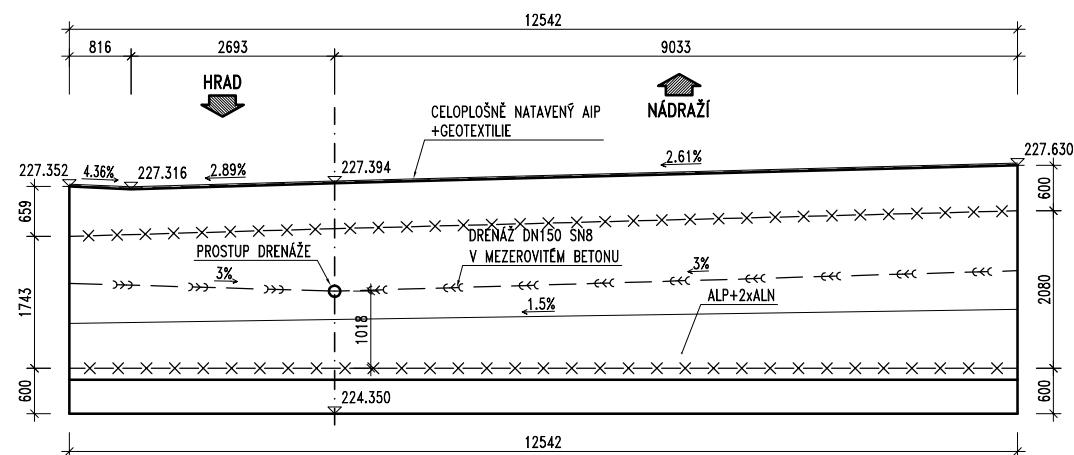 12542
816
2693
9033
HRAD
NÁDRAŽÍ
CELOPLOŠNĚ NATAVENÝ AIP
+GEOTEXTILIE
227.352
4.36%
227.316
2.89%
227.394
2.61%
227.630
659
600
DRENÁŽ DN150 SN8
V MEZEROVITÉM BETONU
PROSTUP DRENÁŽE
3%
3%
1743
2080
ALP+2xALN
1.5%
1018
600
600
224.350
12542